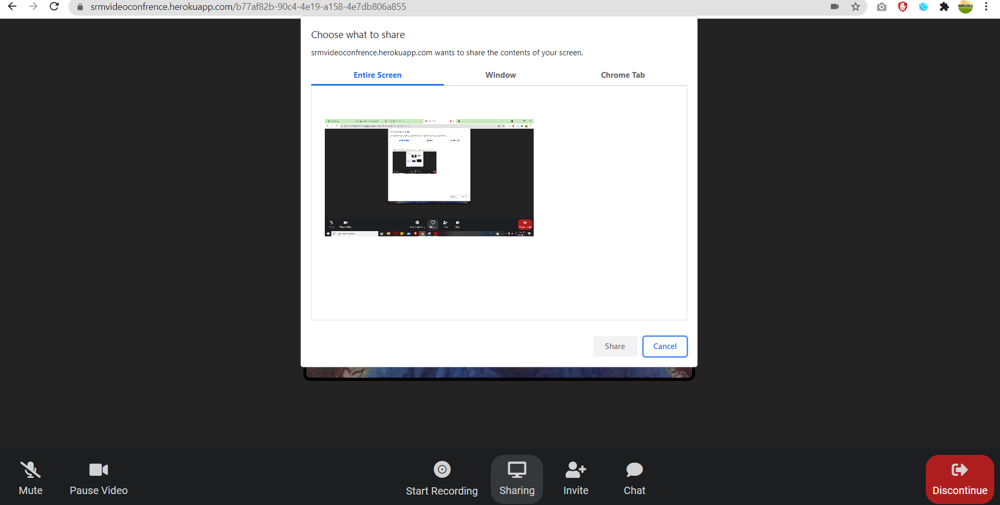 srmvideoconfrence.herokuapp.com/b77af82b-90c4-4e19-a158-4e7db806a855
Choose what to share
srmvideoconfrence.herokuapp.com wants to share the contents of your screen.
Entire Screen Window Chrome Tab
Share Cancel
Mute Pause Video Start Recording Sharing Invite Chat Discontinue